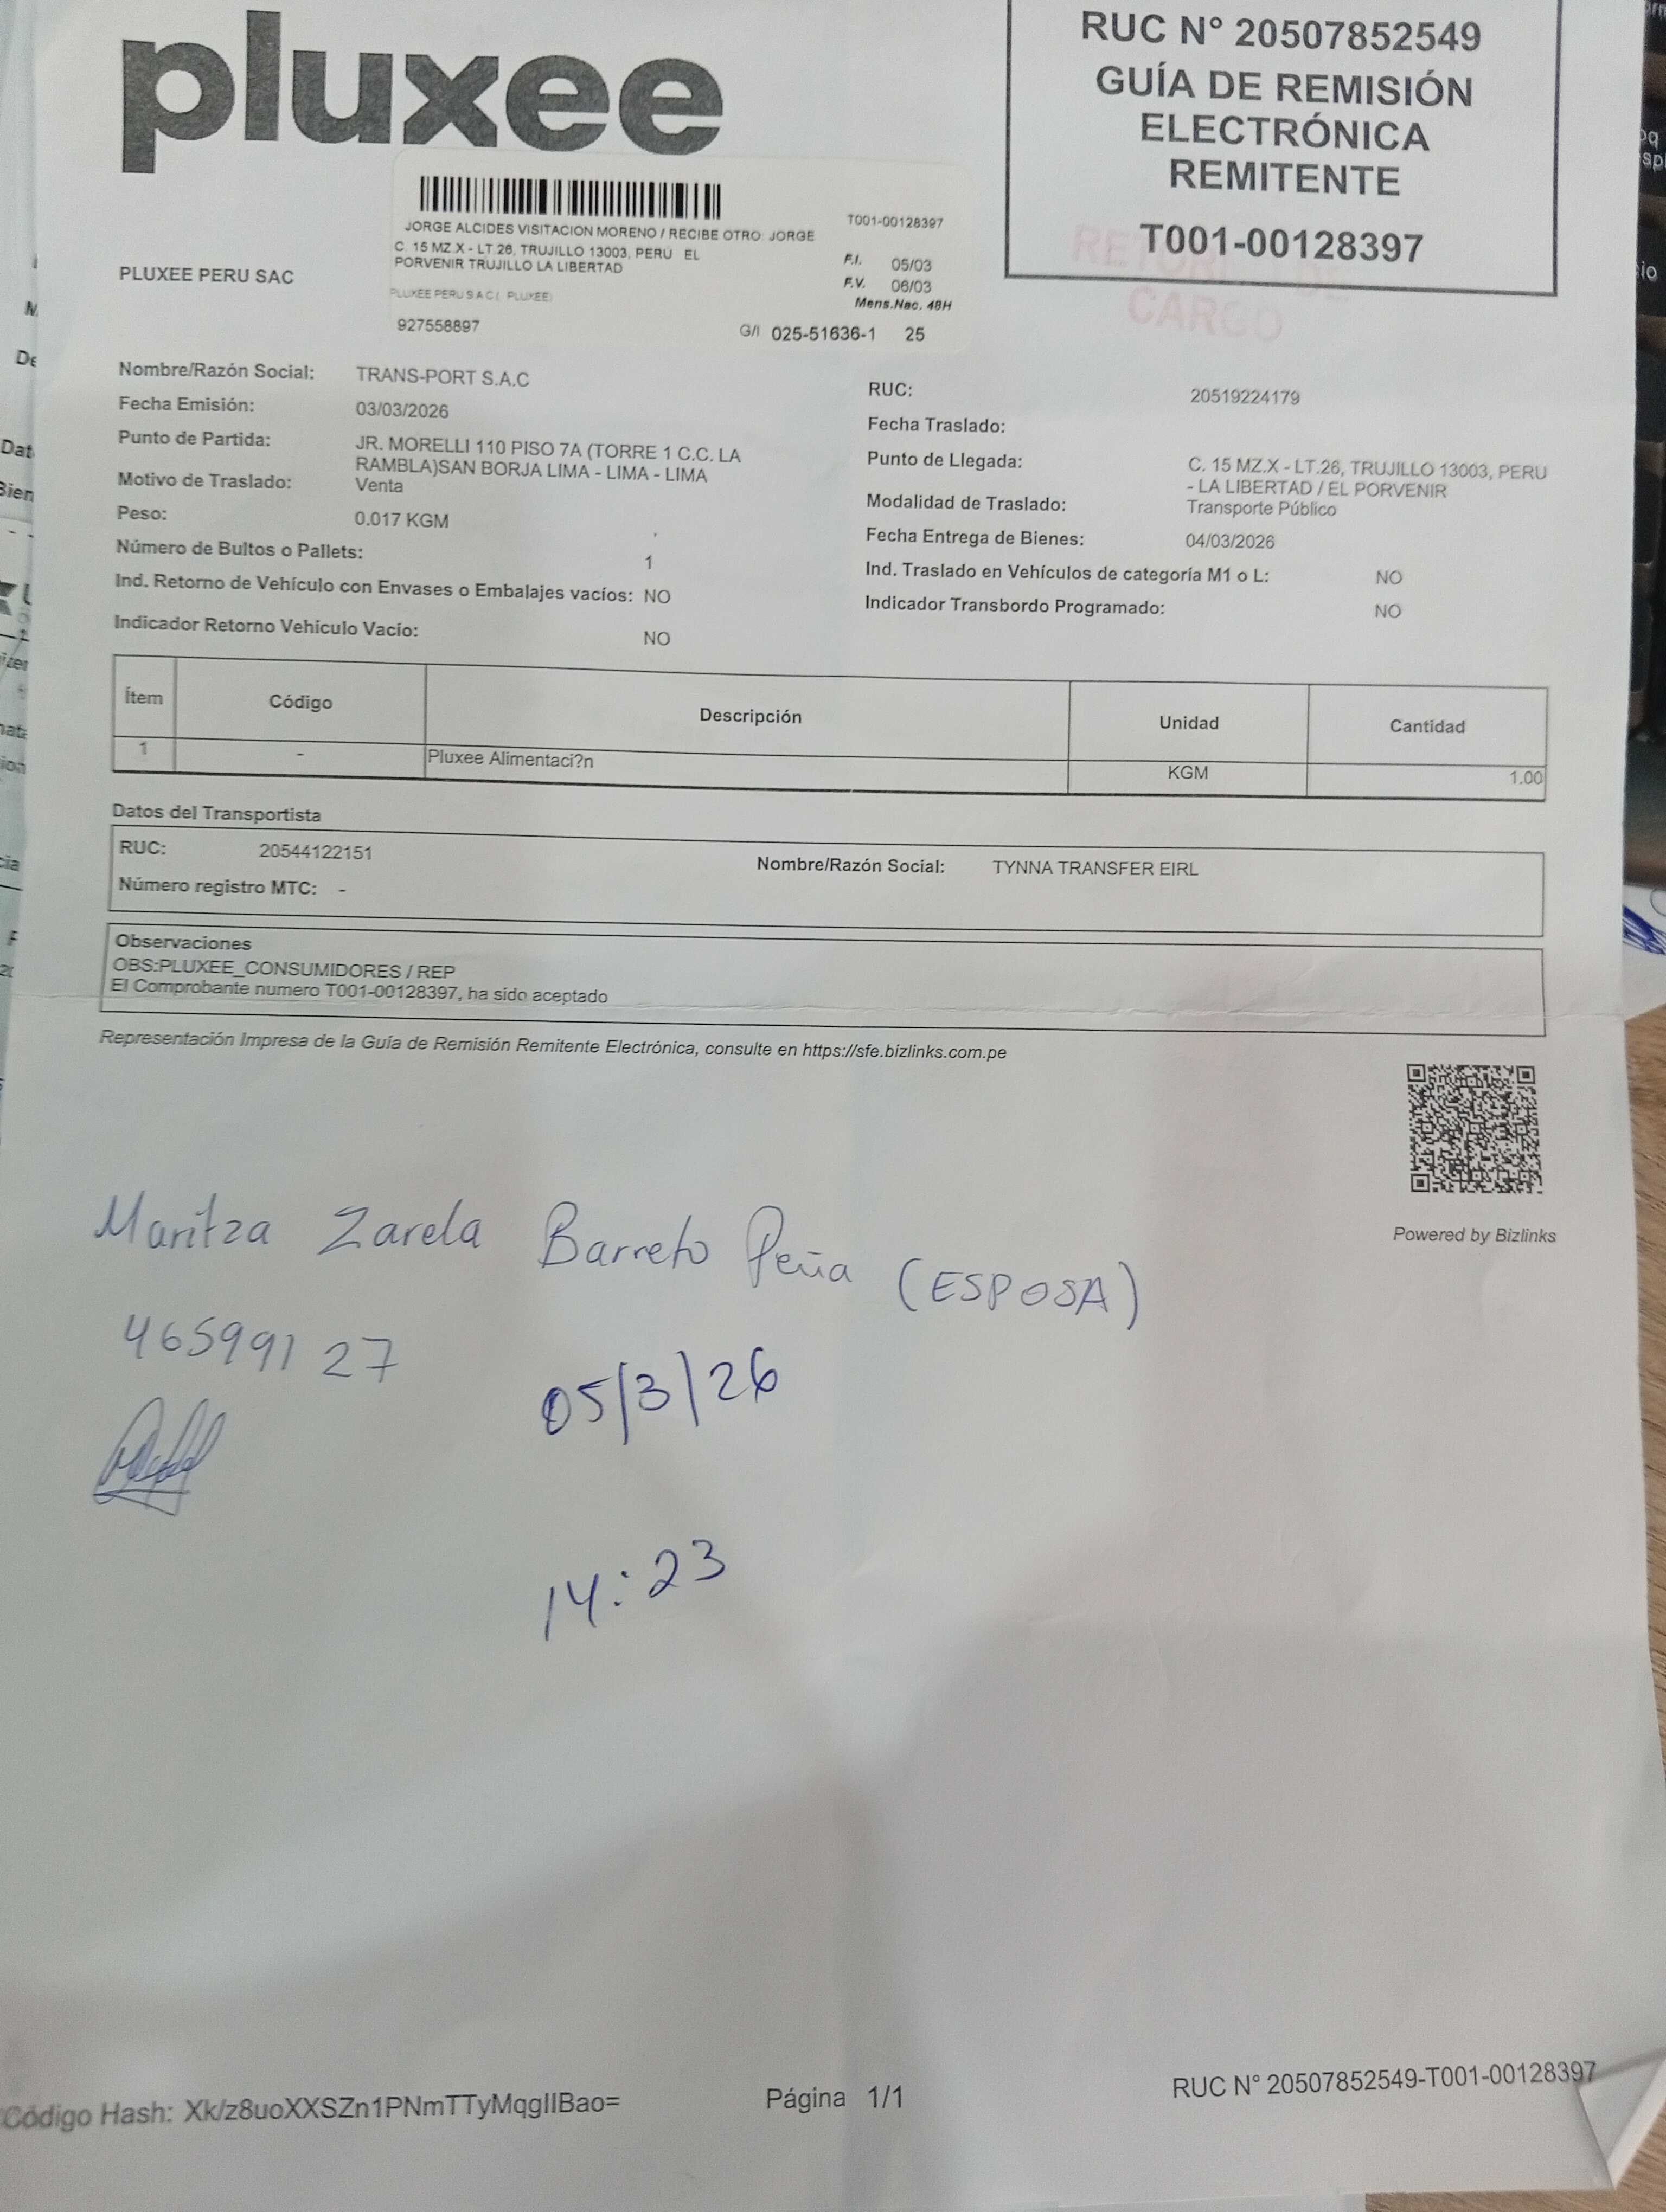 pluxee
RUC N° 20507852549
GUÍA DE REMISIÓN
ELECTRÓNICA
REMITENTE
T001-00128397
CARGO
JORGE ALCIDES VISITACION MORENO / RECIBE OTRO: JORGE
C. 15 MZ.X - LT.26, TRUJILLO 13003, PERU EL
PORVENIR TRUJILLO LA LIBERTAD
PLUXEE PERU S A C ( PLUXEE)
927558897
T001-00128397
F.I. 05/03
F.V. 06/03
Mens.Nac. 48H
G/I 025-51636-1 25
PLUXEE PERU SAC
Nombre/Razón Social: TRANS-PORT S.A.C
RUC: 20519224179
Fecha Emisión: 03/03/2026
Fecha Traslado:
Punto de Partida: JR. MORELLI 110 PISO 7A (TORRE 1 C.C. LA
RAMBLA)SAN BORJA LIMA - LIMA - LIMA
Punto de Llegada: C. 15 MZ.X - LT.26, TRUJILLO 13003, PERU
- LA LIBERTAD / EL PORVENIR
Motivo de Traslado: Venta
Modalidad de Traslado: Transporte Público
Peso: 0.017 KGM
Fecha Entrega de Bienes: 04/03/2026
Número de Bultos o Pallets: 1
Ind. Traslado en Vehículos de categoría M1 o L: NO
Ind. Retorno de Vehículo con Envases o Embalajes vacíos: NO
Indicador Transbordo Programado: NO
Indicador Retorno Vehículo Vacío: NO
Ítem Código Descripción Unidad Cantidad
1 - Pluxee Alimentaci?n KGM 1.00
Datos del Transportista
RUC: 20544122151
Nombre/Razón Social: TYNNA TRANSFER EIRL
Número registro MTC: -
Observaciones
OBS:PLUXEE_CONSUMIDORES / REP
El Comprobante numero T001-00128397, ha sido aceptado
Representación Impresa de la Guía de Remisión Remitente Electrónica, consulte en https://sfe.bizlinks.com.pe
Powered by Bizlinks
Maritza Zarela Barreto Peña (ESPOSA)
46599127
05/3/26
14:23
Código Hash: Xk/z8uoXXSZn1PNmTTyMqgIIBao=
Página 1/1
RUC N° 20507852549-T001-00128397